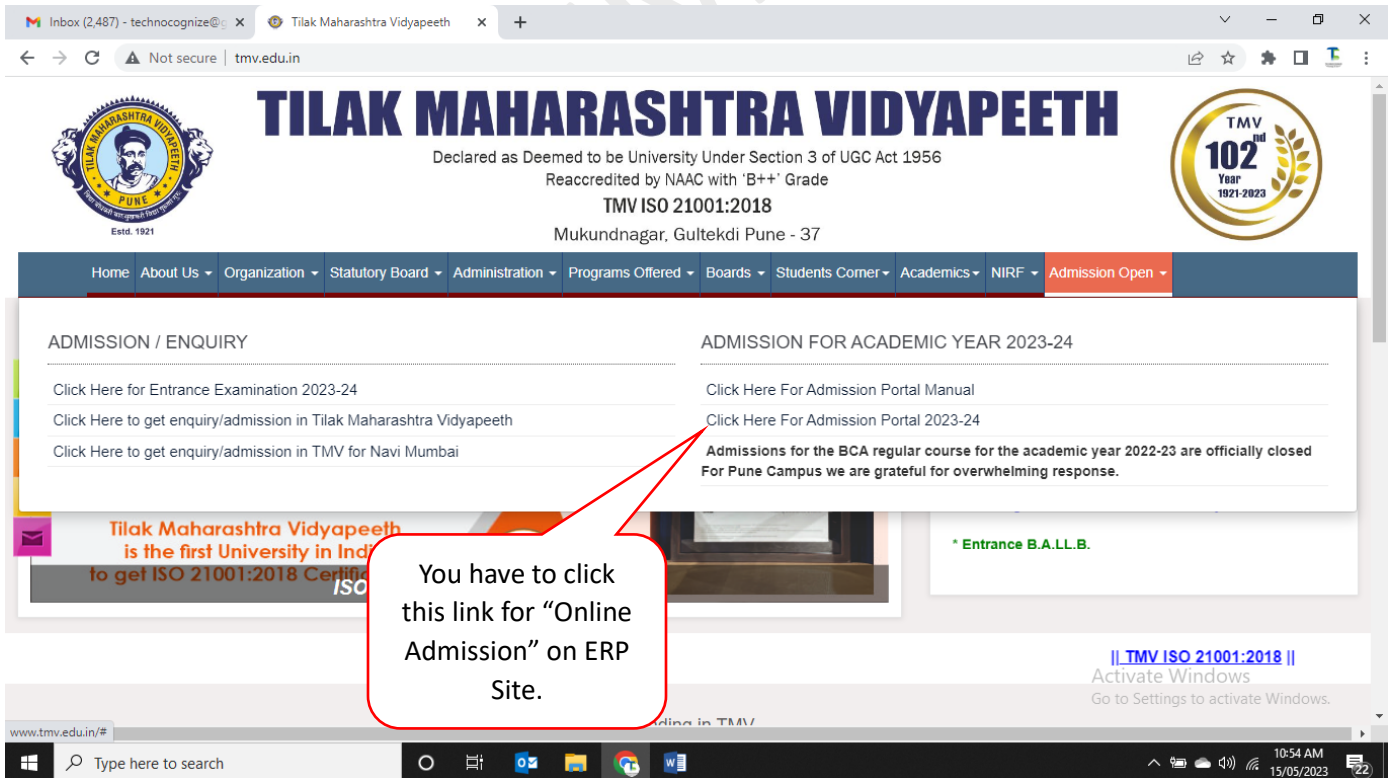 Inbox (2,487) - technocognize@g
Tilak Maharashtra Vidyapeeth
Not secure | tmv.edu.in
TILAK MAHARASHTRA VIDYAPEETH
PUNE
Estd. 1921
Declared as Deemed to be University Under Section 3 of UGC Act 1956
Reaccredited by NAAC with 'B++' Grade
TMV ISO 21001:2018
Mukundnagar, Gultekdi Pune - 37
TILAK MAHARASHTRA VIDYAPEETH
TMV
102nd
Year
1921-2023
Home About Us Organization Statutory Board Administration Programs Offered Boards Students Corner Academics NIRF Admission Open
ADMISSION / ENQUIRY
Click Here for Entrance Examination 2023-24
Click Here to get enquiry/admission in Tilak Maharashtra Vidyapeeth
Click Here to get enquiry/admission in TMV for Navi Mumbai
ADMISSION FOR ACADEMIC YEAR 2023-24
Click Here For Admission Portal Manual
Click Here For Admission Portal 2023-24
Admissions for the BCA regular course for the academic year 2022-23 are officially closed
For Pune Campus we are grateful for overwhelming response.
Tilak Maharashtra Vidyapeeth
is the first University in Indi
to get ISO 21001:2018 Certific
ISO
You have to click
this link for “Online
Admission” on ERP
Site.
* Entrance B.A.LL.B.
|| TMV ISO 21001:2018 ||
Activate Windows
Go to Settings to activate Windows.
in TMV
www.tmv.edu.in/#
Type here to search
10:54 AM
15/05/2023
22